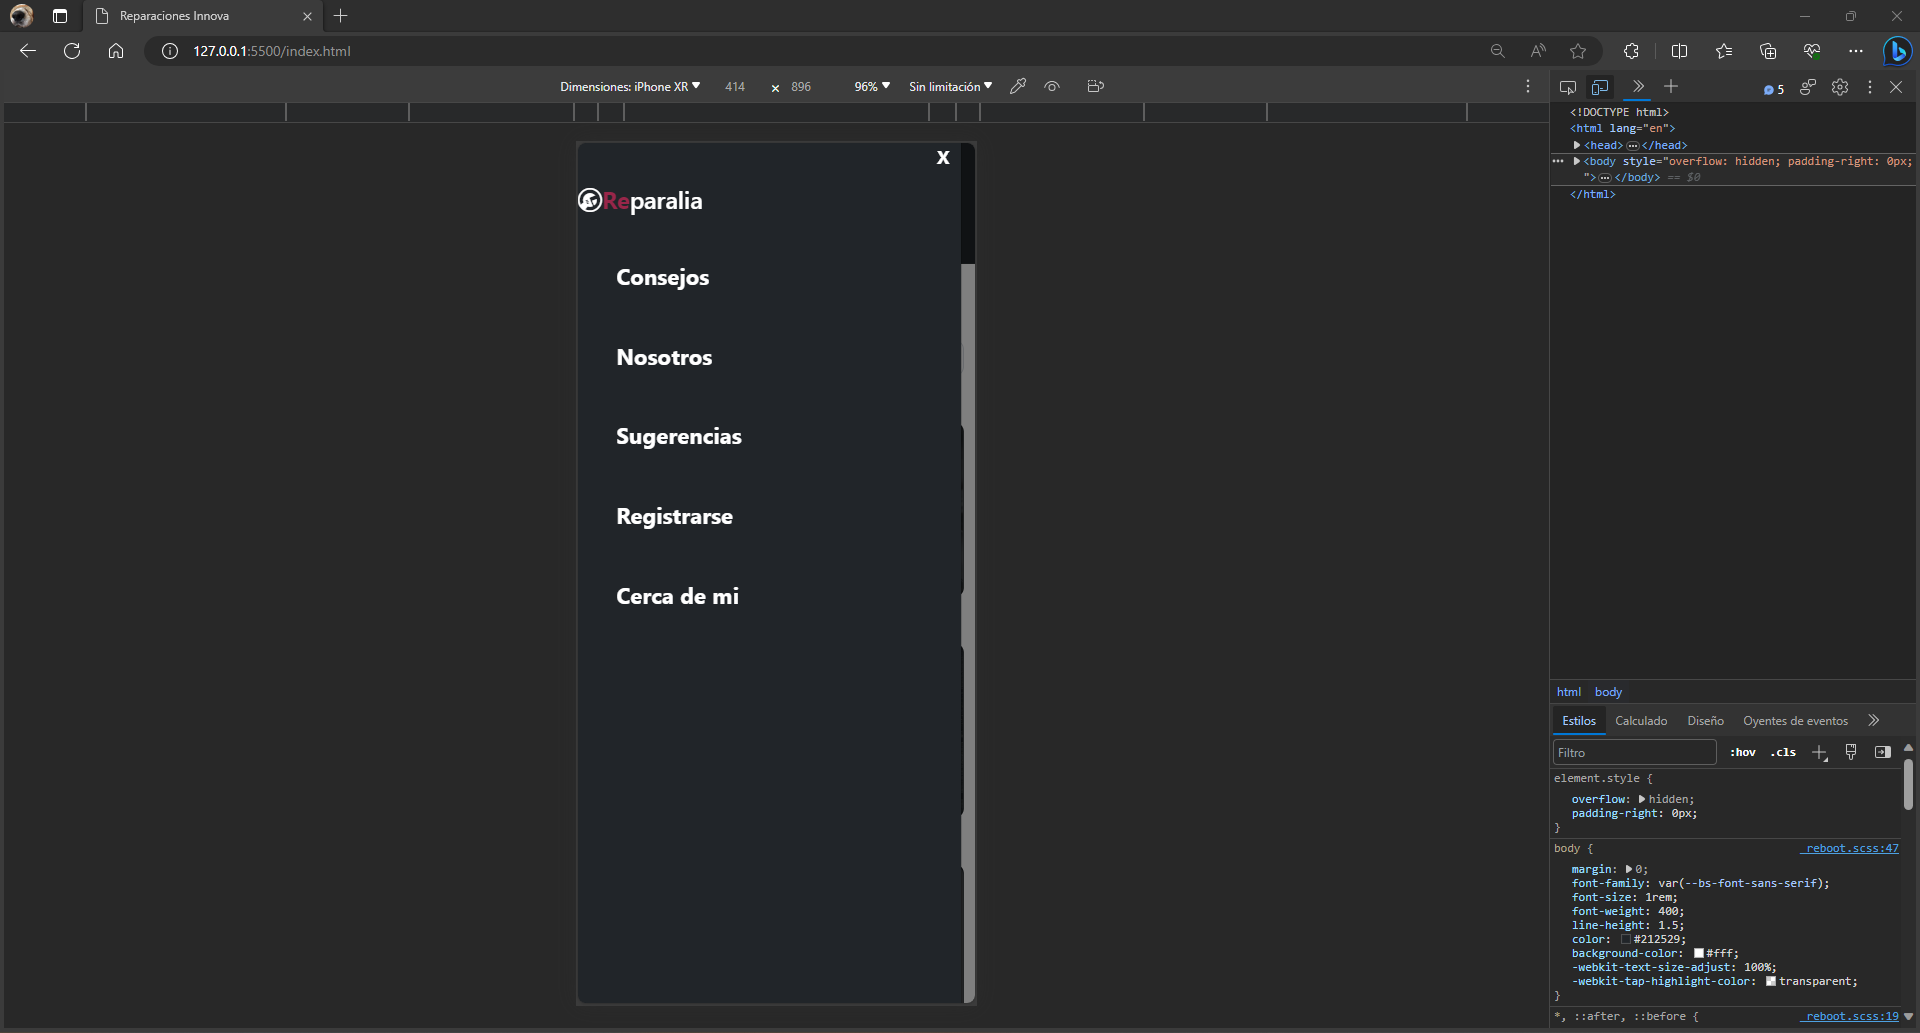 Reparaciones Innova
127.0.0.1:5500/index.html
Dimensiones: iPhone XR 414 × 896 96% Sin limitación
5
X
Reparalia
Consejos
Nosotros
Sugerencias
Registrarse
Cerca de mi
<!DOCTYPE html>
<html lang="en">
<head> ••• </head>
••• <body style="overflow: hidden; padding-right: 0px;
"> ••• </body> == $0
</html>
html body
Estilos Calculado Diseño Oyentes de eventos
Filtro :hov .cls
element.style {
overflow: hidden;
padding-right: 0px;
}
body { _reboot.scss:47
margin: 0;
font-family: var(--bs-font-sans-serif);
font-size: 1rem;
font-weight: 400;
line-height: 1.5;
color: #212529;
background-color: #fff;
-webkit-text-size-adjust: 100%;
-webkit-tap-highlight-color: transparent;
}
*, ::after, ::before { _reboot.scss:19